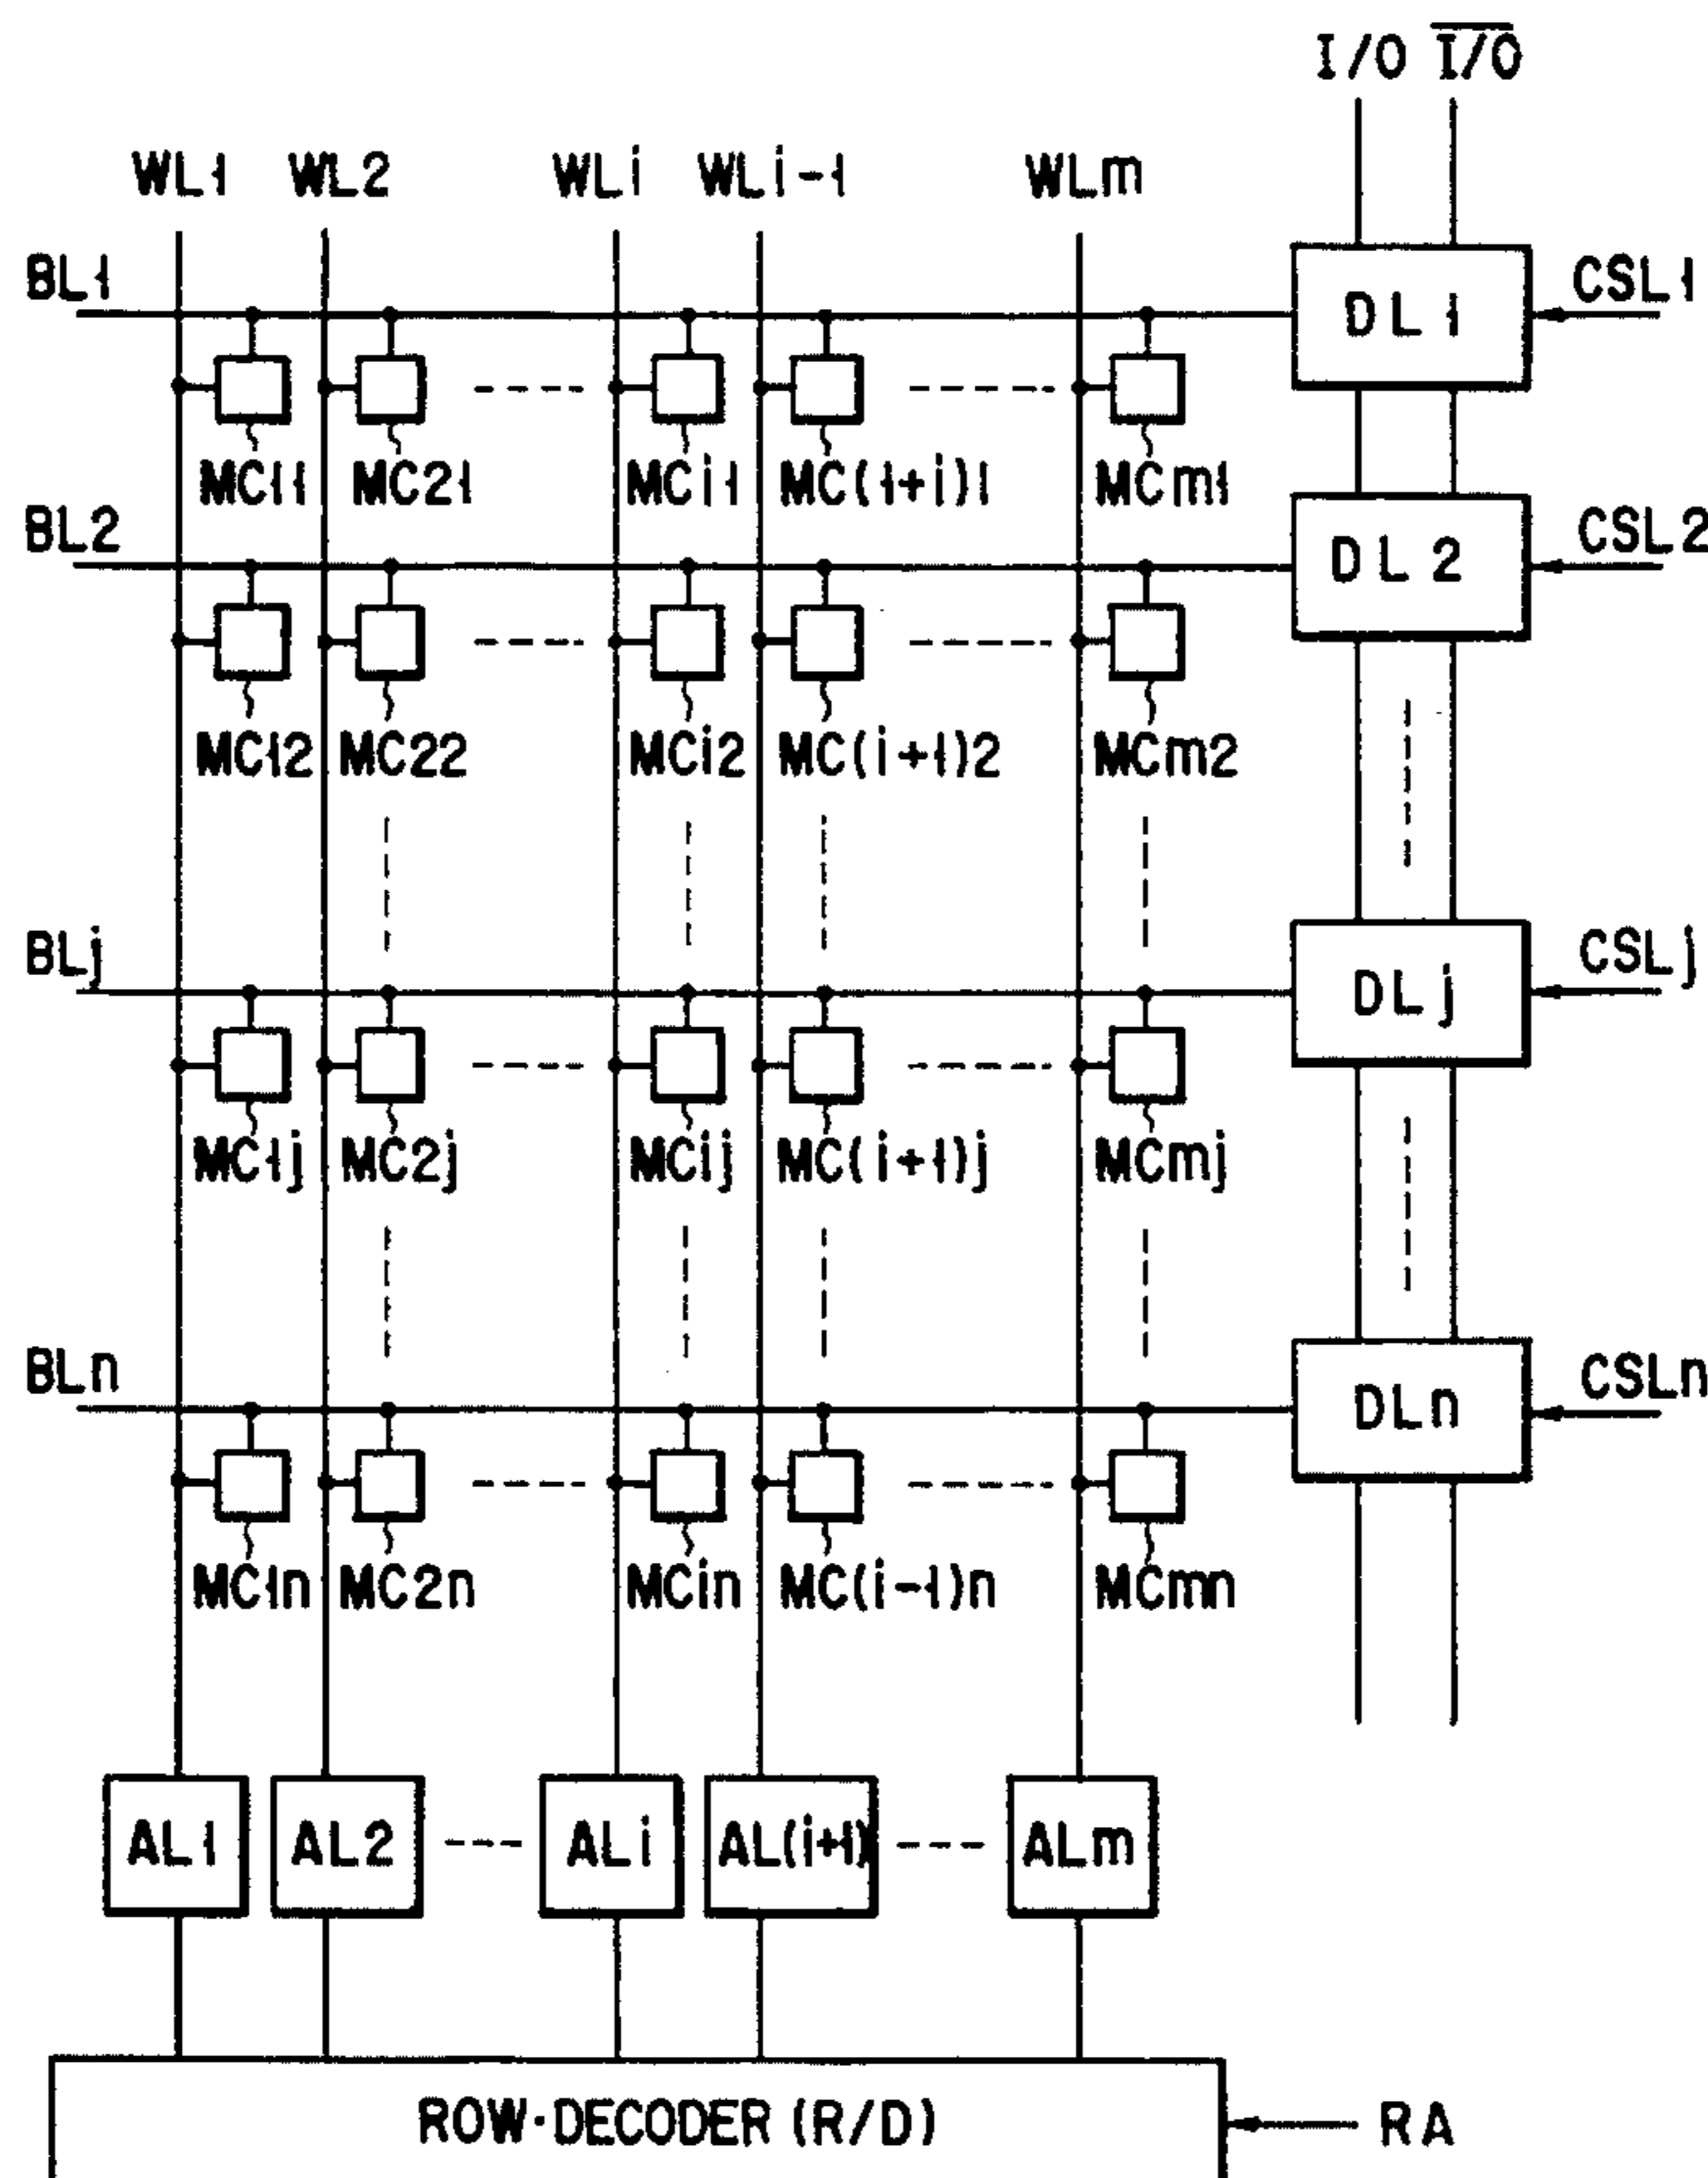 I/O I/O
WL1 WL2 WLi WLi-1 WLm
BL1 DL1 CSL1
MC11 MC21 MCi1 MC(1+i)1 MCm1
BL2 DL2 CSL2
MC12 MC22 MCi2 MC(i+1)2 MCm2
BLj DLj CSLj
MC1j MC2j MCij MC(i+1)j MCmj
BLn DLn CSLn
MC1n MC2n MCin MC(i-1)n MCmn
AL1 AL2 ALi AL(i+1) ALm
ROW·DECODER (R/D) RA